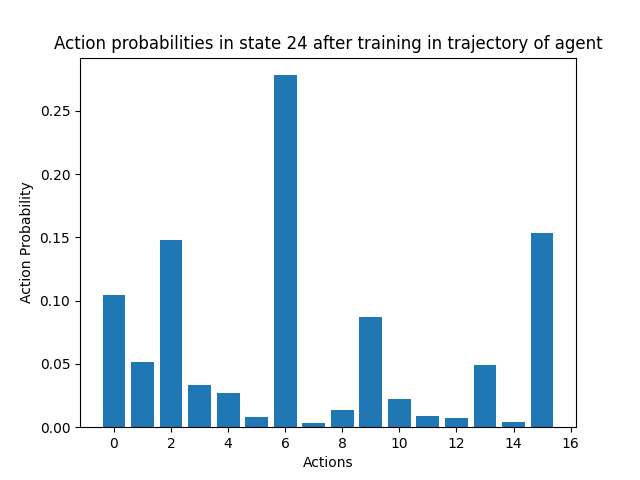 Action probabilities in state 24 after training in trajectory of agent
0.25
0.20
0.15
0.10
0.05
0.00
Action Probability
0 2 4 6 8 10 12 14 16
Actions